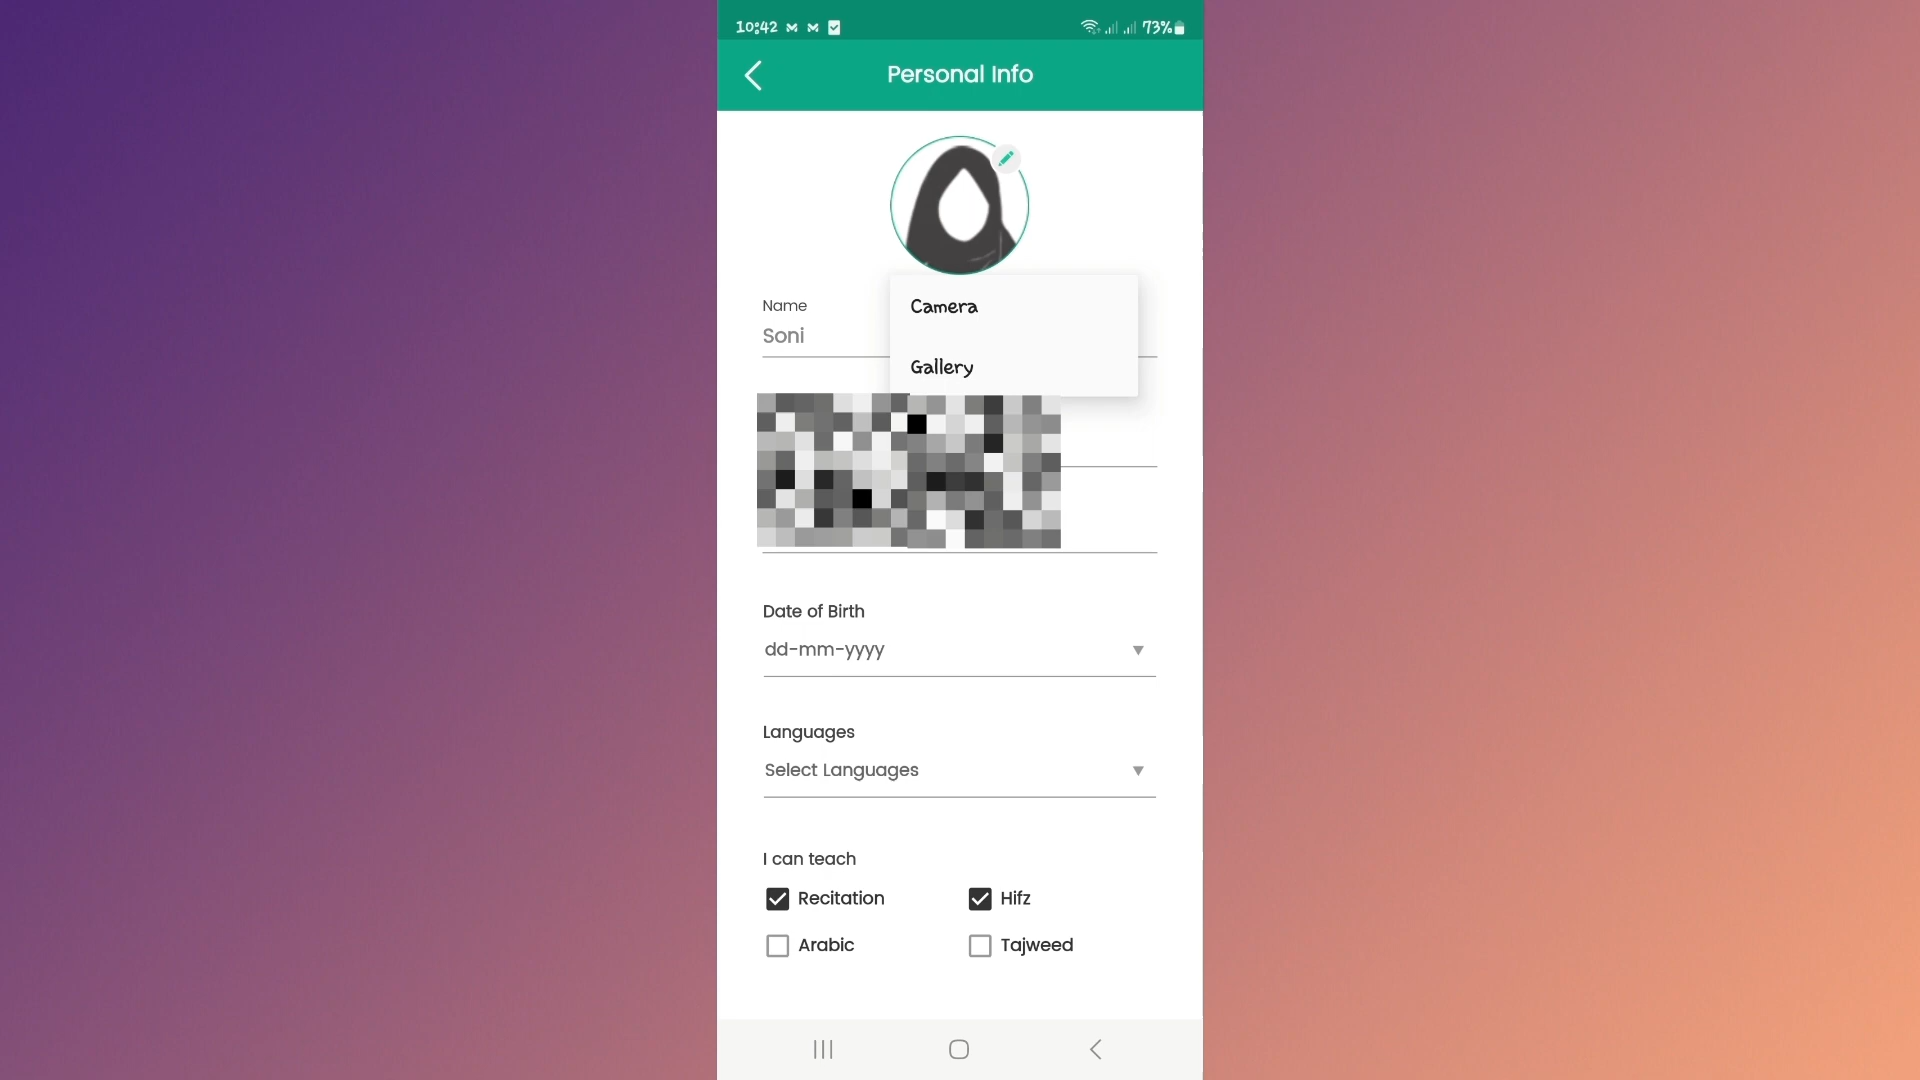 10:42 73%
Personal Info
Name
Soni
Camera
Gallery
Date of Birth
dd-mm-yyyy
Languages
Select Languages
I can teach
Recitation Hifz
Arabic Tajweed